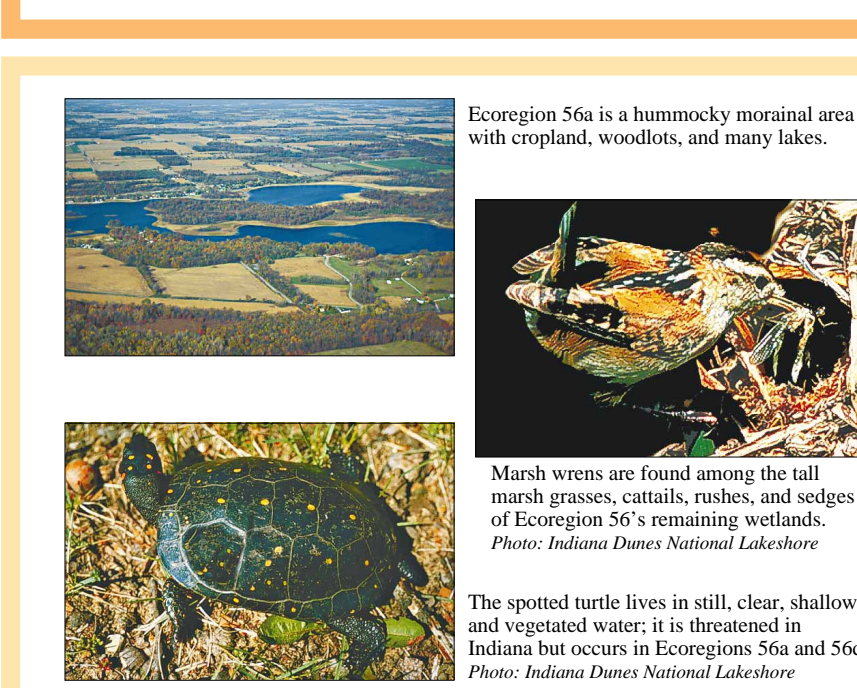 Ecoregion 56a is a hummocky morainal area
with cropland, woodlots, and many lakes.
Marsh wrens are found among the tall
marsh grasses, cattails, rushes, and sedges
of Ecoregion 56’s remaining wetlands.
Photo: Indiana Dunes National Lakeshore
The spotted turtle lives in still, clear, shallow
and vegetated water; it is threatened in
Indiana but occurs in Ecoregions 56a and
Photo: Indiana Dunes National Lakeshore